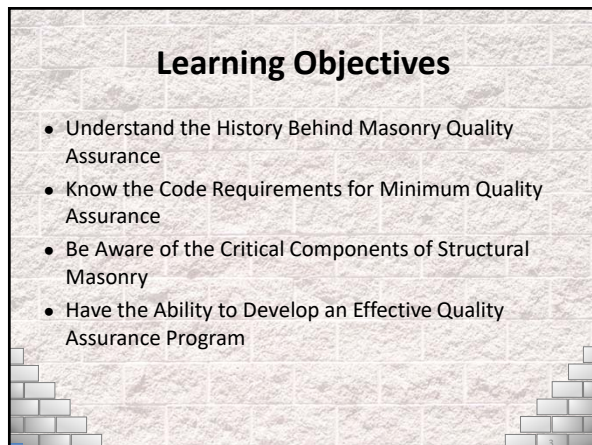 Learning Objectives
• Understand the History Behind Masonry Quality
Assurance
• Know the Code Requirements for Minimum Quality
Assurance
• Be Aware of the Critical Components of Structural
Masonry
• Have the Ability to Develop an Effective Quality
Assurance Program
3